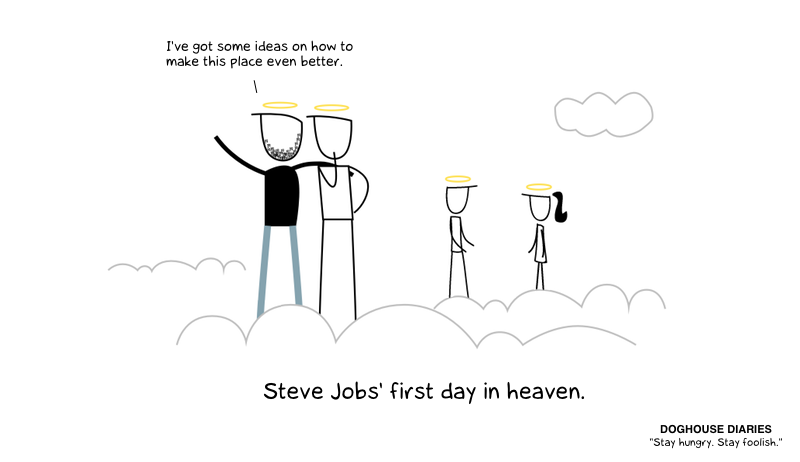 I've got some ideas on how to
make this place even better.
Steve Jobs' first day in heaven.
DOGHOUSE DIARIES
"Stay hungry. Stay foolish."